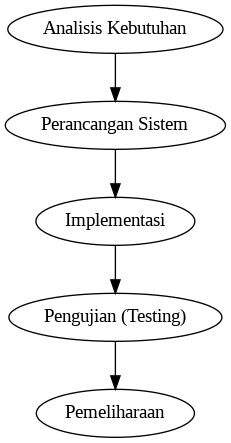 Analisis Kebutuhan
Perancangan Sistem
Implementasi
Pengujian (Testing)
Pemeliharaan